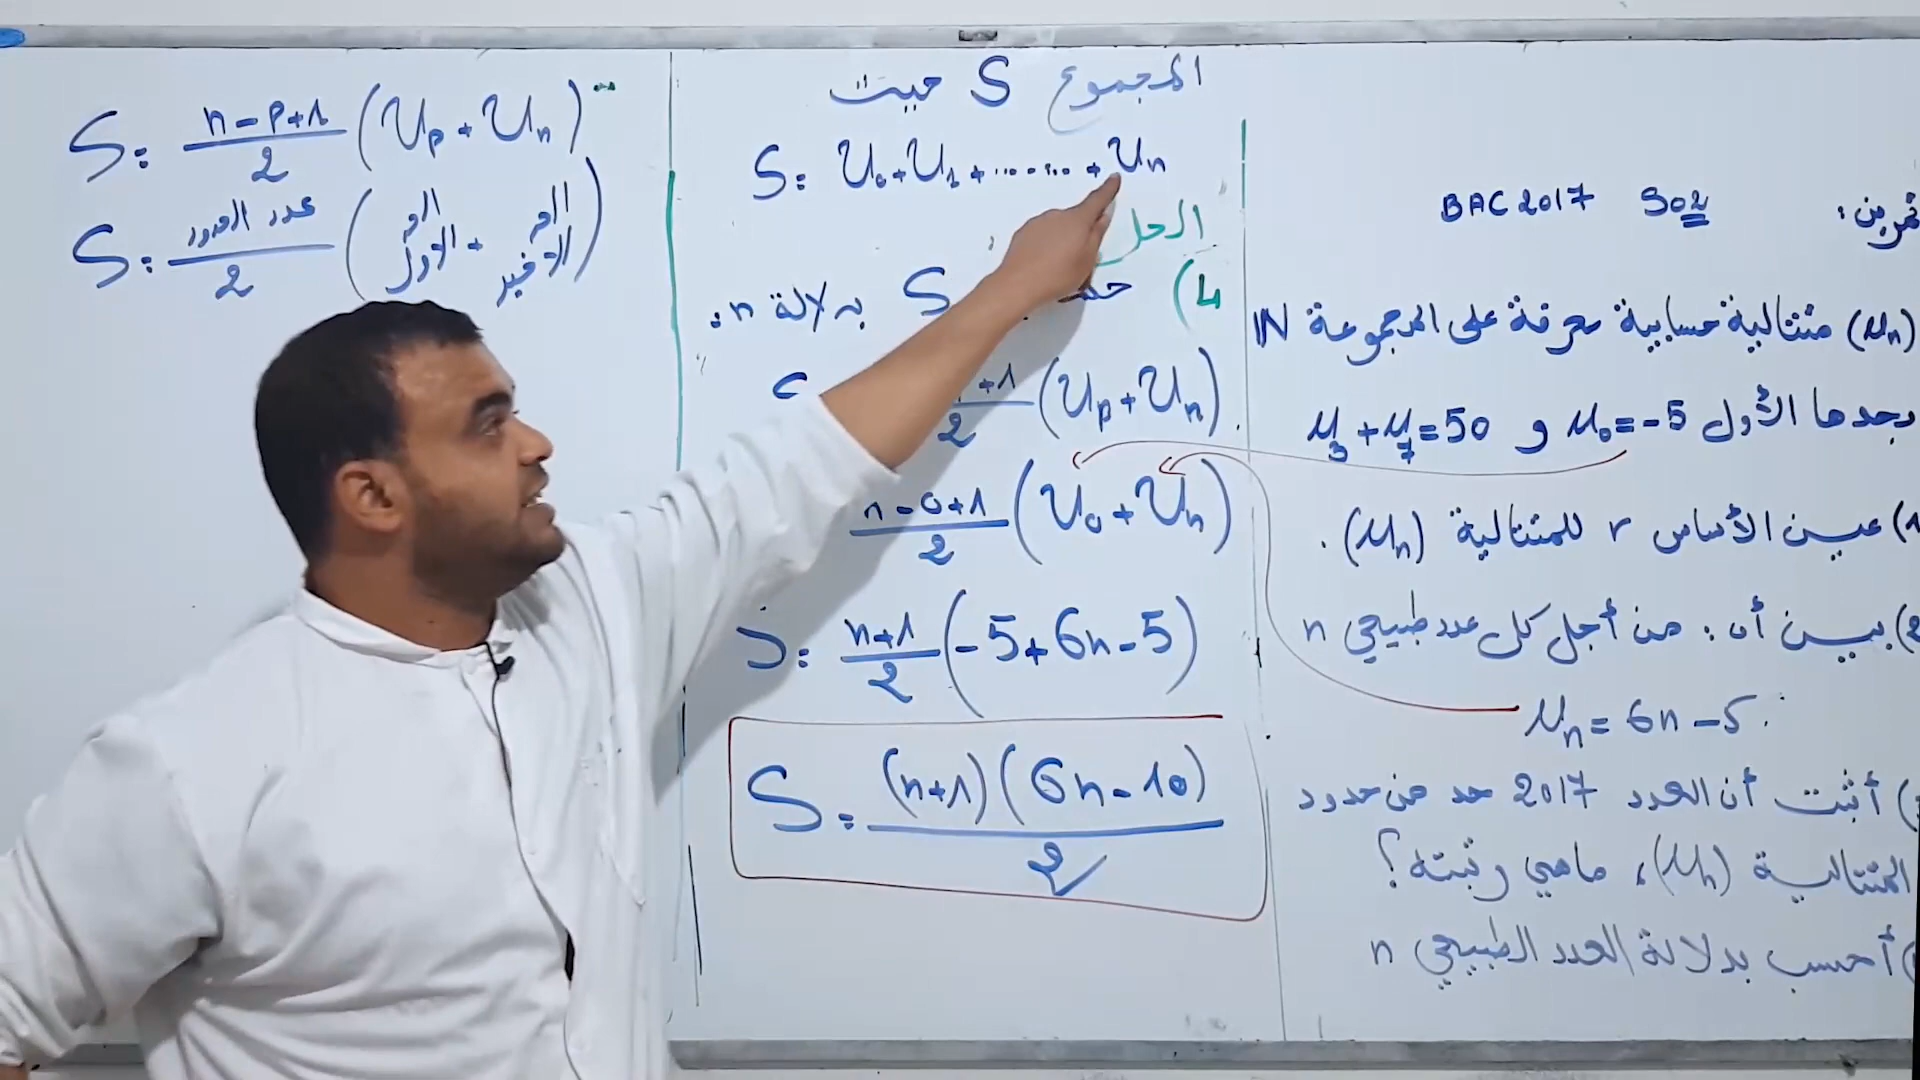 تمرين: BAC 2017 S02
(Un) متتالية حسابية معرفة على المجموعة IN
بحدها الأول U0 = -5 و U3 + U7 = 50
1) عين الأساس r للمتتالية (Un).
2) بين أن: من أجل كل عدد طبيعي n
Un = 6n - 5.
) أثبت أن العدد 2017 حد من حدود
المتتالية (Un)، ماهي رتبته؟
) أحسب بدلالة العدد الطبيعي n
المجموع S حيث
S = U0 + U1 + ........ + Un
الحل
4) S بدلالة n:
+1/2 (Up + Un).
n-0+1/2 (U0 + Un)
S = n+1/2 (-5 + 6n - 5)
S = (n+1)(6n-10)/2
S = n-p+1/2 (Up + Un)
S = عدد الحدود/2 (الحد الأول + الحد الأخير)